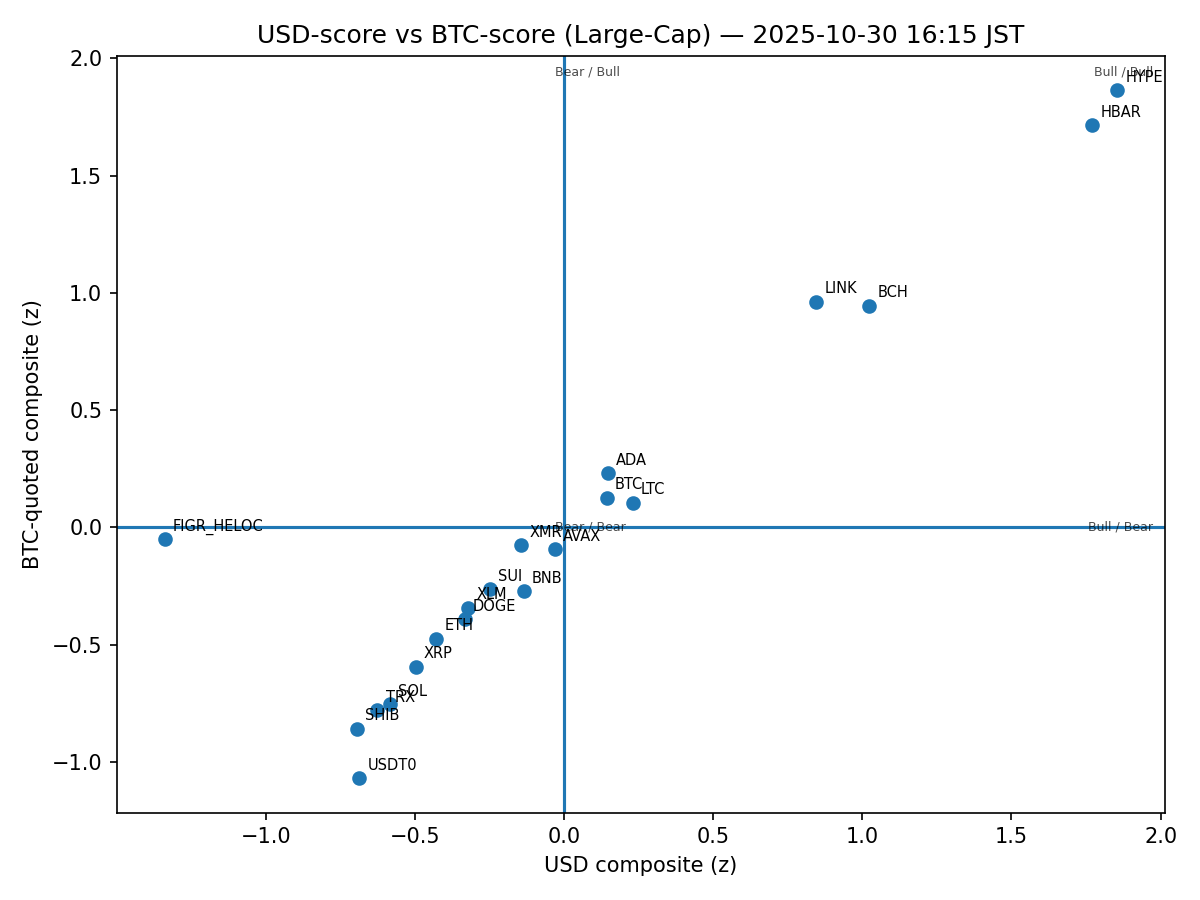 USD-score vs BTC-score (Large-Cap) — 2025-10-30 16:15 JST
2.0
Bear / Bull
Bull / Bull
HYPE
HBAR
1.5
1.0
LINK
BCH
0.5
ADA
BTC
LTC
0.0
FIGR_HELOC
Bear / Bear
Bull / Bear
XMR
AVAX
SUI
BNB
XLM
DOGE
−0.5
ETH
XRP
SOL
TRX
SHIB
−1.0
USDT0
BTC-quoted composite (z)
−1.0
−0.5
0.0
0.5
1.0
1.5
2.0
USD composite (z)